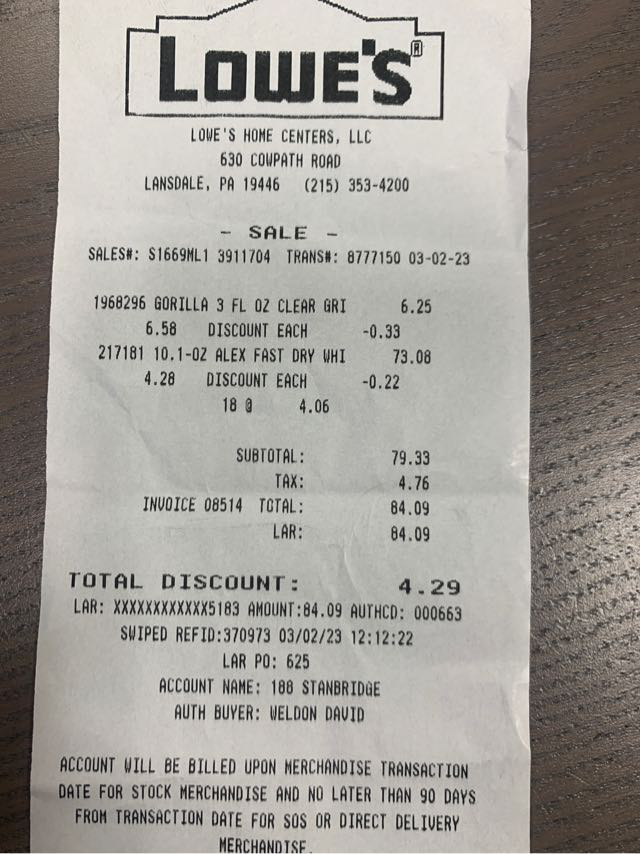 LOWE'S®
LOWE'S HOME CENTERS, LLC
630 COWPATH ROAD
LANSDALE, PA 19446 (215) 353-4200
- SALE -
SALES#: S1669ML1 3911704 TRANS#: 8777150 03-02-23
1968296 GORILLA 3 FL OZ CLEAR GRI 6.25
6.58 DISCOUNT EACH -0.33
217181 10.1-OZ ALEX FAST DRY WHI 73.08
4.28 DISCOUNT EACH -0.22
18 @ 4.06
SUBTOTAL: 79.33
TAX: 4.76
INVOICE 08514 TOTAL: 84.09
LAR: 84.09
TOTAL DISCOUNT: 4.29
LAR: XXXXXXXXXXXX5183 AMOUNT:84.09 AUTHCD: 000663
SWIPED REFID:370973 03/02/23 12:12:22
LAR PO: 625
ACCOUNT NAME: 188 STANBRIDGE
AUTH BUYER: WELDON DAVID
ACCOUNT WILL BE BILLED UPON MERCHANDISE TRANSACTION
DATE FOR STOCK MERCHANDISE AND NO LATER THAN 90 DAYS
FROM TRANSACTION DATE FOR SOS OR DIRECT DELIVERY
MERCHANDISE.